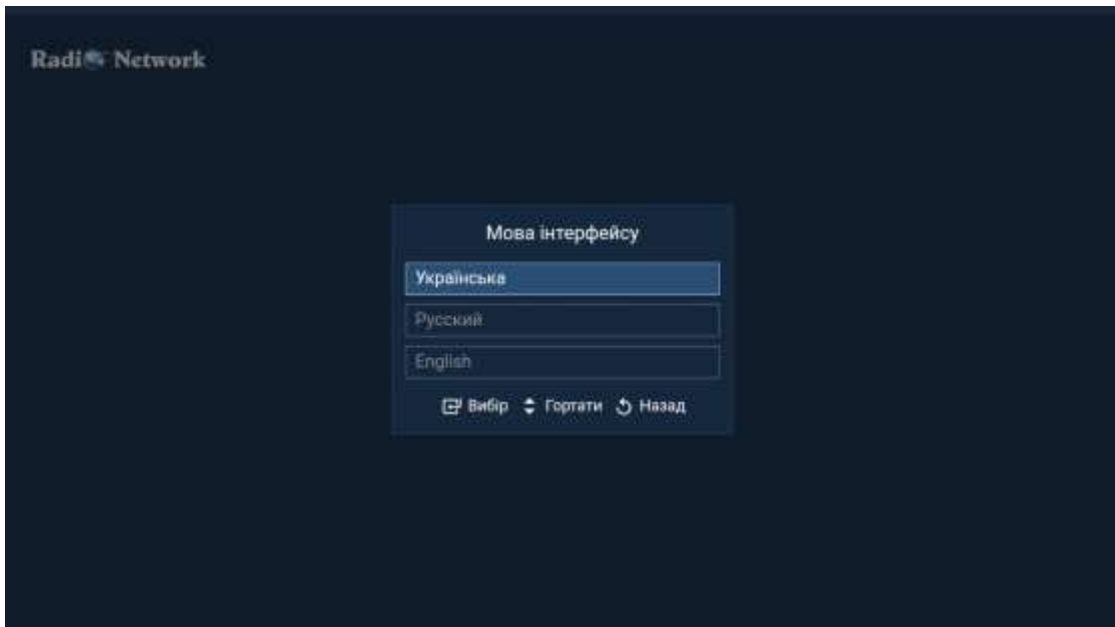 Radio Network
Мова інтерфейсу
Українська
Русский
English
Вибір Гортати Назад